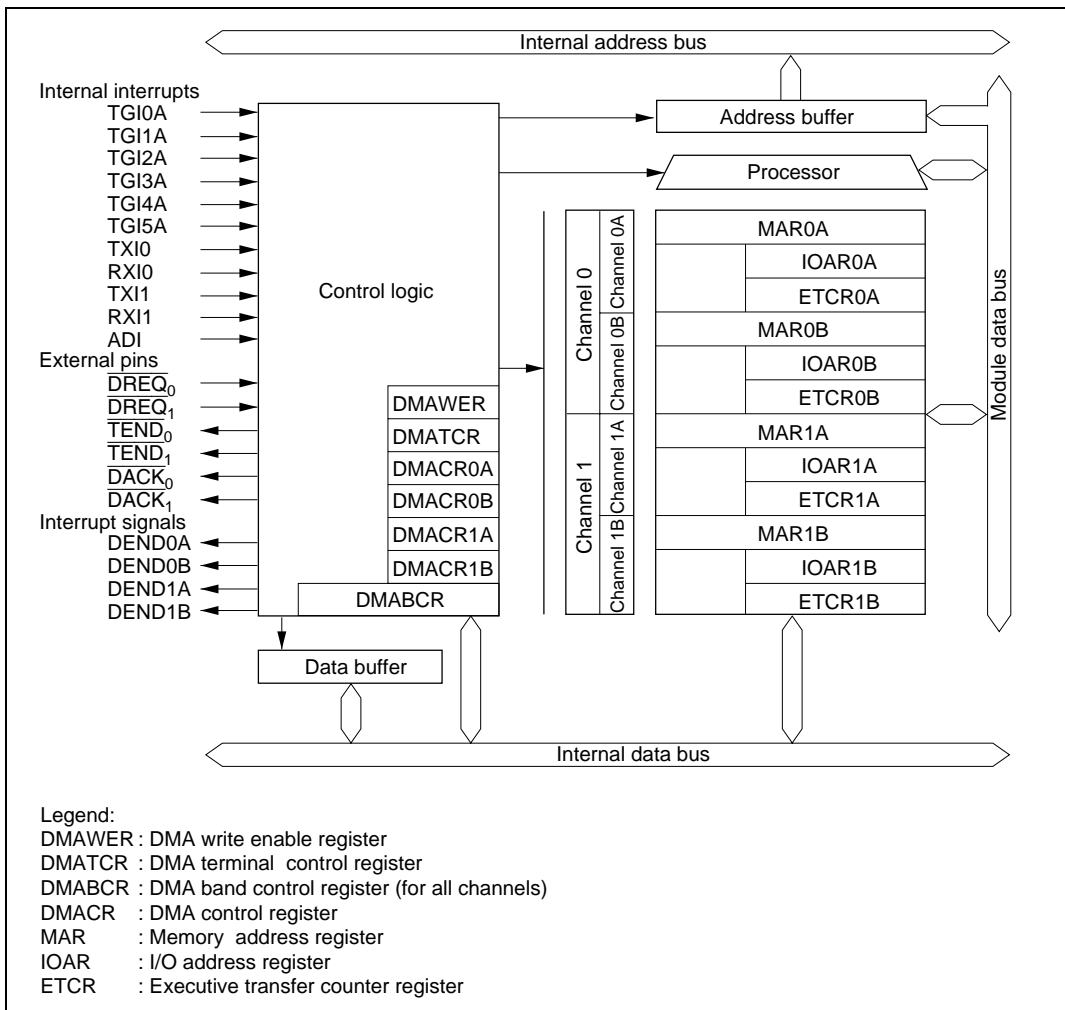 Internal address bus
Internal interrupts
TGI0A
TGI1A
TGI2A
TGI3A
TGI4A
TGI5A
TXI0
RXI0
TXI1
RXI1
ADI
External pins
DREQ0
DREQ1
TEND0
TEND1
DACK0
DACK1
Interrupt signals
DEND0A
DEND0B
DEND1A
DEND1B
Control logic
DMAWER
DMATCR
DMACR0A
DMACR0B
DMACR1A
DMACR1B
DMABCR
Data buffer
Address buffer
Processor
Channel 0
Channel 0A
Channel 0B
Channel 1
Channel 1A
Channel 1B
MAR0A
IOAR0A
ETCR0A
MAR0B
IOAR0B
ETCR0B
MAR1A
IOAR1A
ETCR1A
MAR1B
IOAR1B
ETCR1B
Module data bus
Internal data bus
Legend:
DMAWER : DMA write enable register
DMATCR : DMA terminal control register
DMABCR : DMA band control register (for all channels)
DMACR : DMA control register
MAR : Memory address register
IOAR : I/O address register
ETCR : Executive transfer counter register